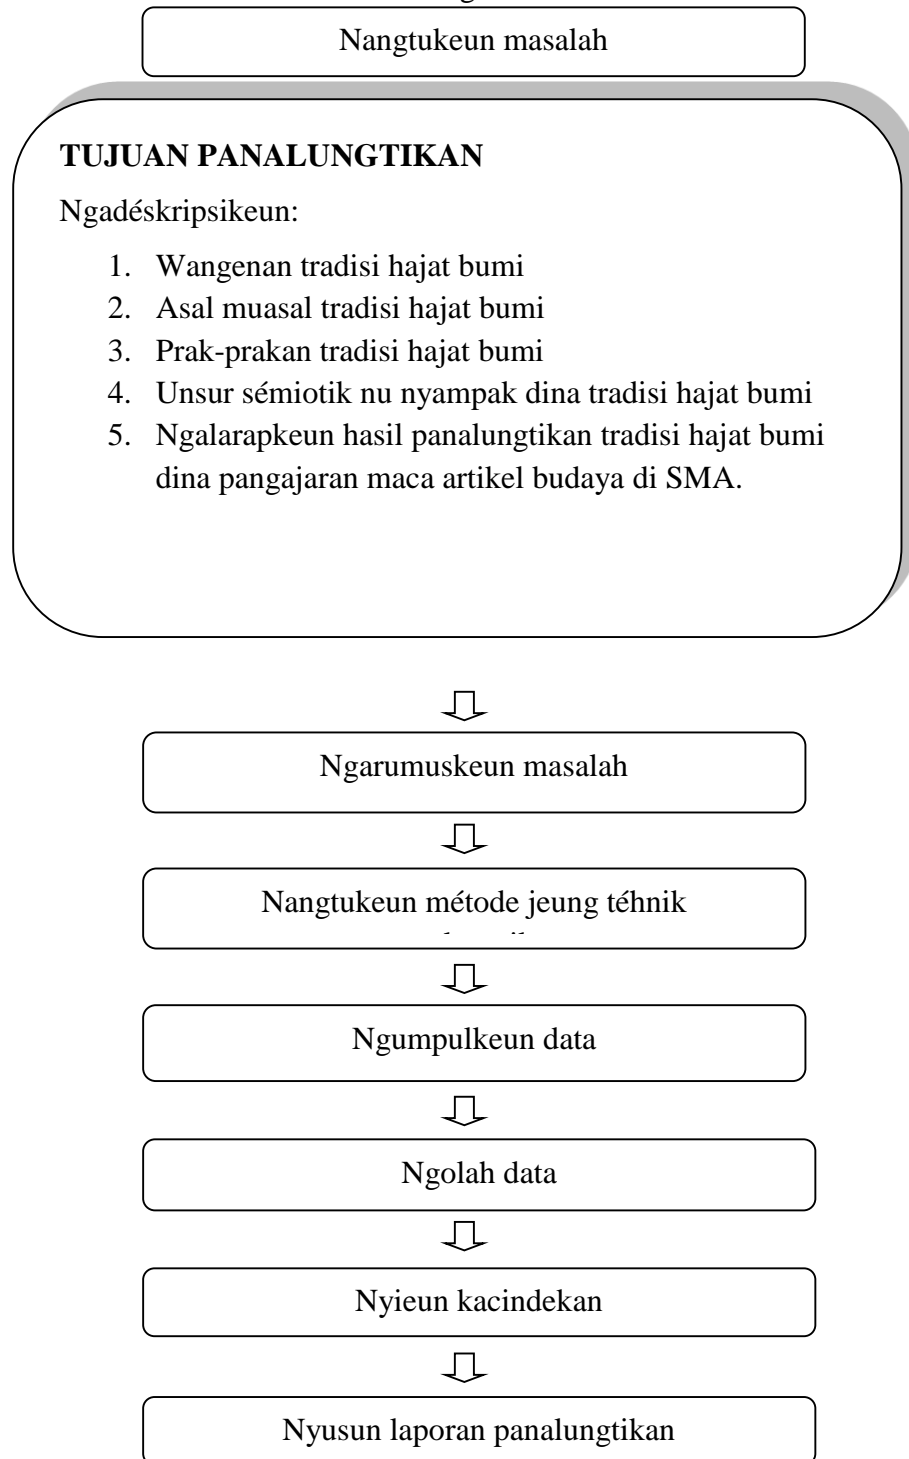 Nangtukeun masalah
TUJUAN PANALUNGTIKAN
Ngadéskripsikeun:
1. Wangenan tradisi hajat bumi
2. Asal muasal tradisi hajat bumi
3. Prak-prakan tradisi hajat bumi
4. Unsur sémiotik nu nyampak dina tradisi hajat bumi
5. Ngalarapkeun hasil panalungtikan tradisi hajat bumi
dina pangajaran maca artikel budaya di SMA.
Ngarumuskeun masalah
Nangtukeun métode jeung téhnik
Ngumpulkeun data
Ngolah data
Nyieun kacindekan
Nyusun laporan panalungtikan